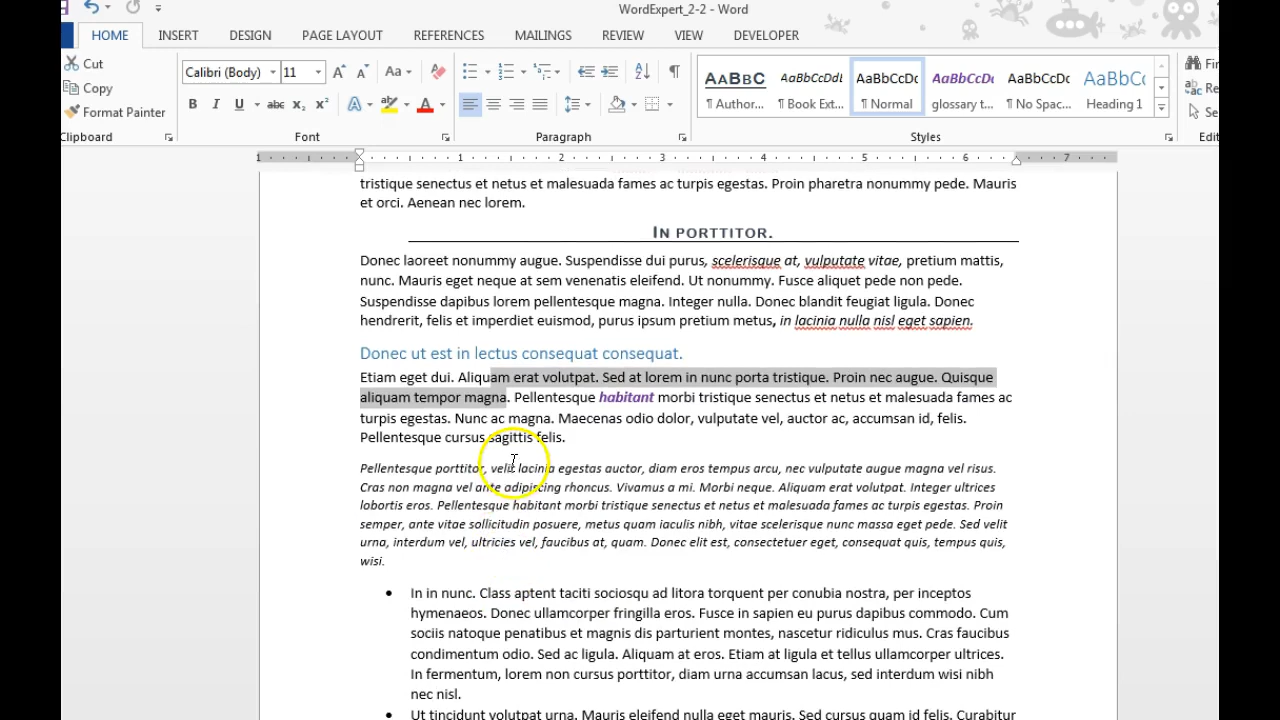 WordExpert_2-2 - Word
HOME INSERT DESIGN PAGE LAYOUT REFERENCES MAILINGS REVIEW VIEW DEVELOPER
Cut
Copy
Format Painter
Clipboard
Calibri (Body) 11
Font
Paragraph
AaBbC AaBbCcDdI AaBbCcDc AaBbCcDc AaBbCcDc AaBbCc
¶ Author... ¶ Book Ext... ¶ Normal glossary t... ¶ No Spac... Heading 1
Styles
Fin
Re
Se
Edit
1 1 2 3 4 5 6 7
tristique senectus et netus et malesuada fames ac turpis egestas. Proin pharetra nonummy pede. Mauris
et orci. Aenean nec lorem.
IN PORTTITOR.
Donec laoreet nonummy augue. Suspendisse dui purus, scelerisque at, vulputate vitae, pretium mattis,
nunc. Mauris eget neque at sem venenatis eleifend. Ut nonummy. Fusce aliquet pede non pede.
Suspendisse dapibus lorem pellentesque magna. Integer nulla. Donec blandit feugiat ligula. Donec
hendrerit, felis et imperdiet euismod, purus ipsum pretium metus, in lacinia nulla nisl eget sapien.
Donec ut est in lectus consequat consequat.
Etiam eget dui. Aliquam erat volutpat. Sed at lorem in nunc porta tristique. Proin nec augue. Quisque
aliquam tempor magna. Pellentesque habitant morbi tristique senectus et netus et malesuada fames ac
turpis egestas. Nunc ac magna. Maecenas odio dolor, vulputate vel, auctor ac, accumsan id, felis.
Pellentesque cursus sagittis felis.
Pellentesque porttitor, velit lacinia egestas auctor, diam eros tempus arcu, nec vulputate augue magna vel risus.
Cras non magna vel ante adipiscing rhoncus. Vivamus a mi. Morbi neque. Aliquam erat volutpat. Integer ultrices
lobortis eros. Pellentesque habitant morbi tristique senectus et netus et malesuada fames ac turpis egestas. Proin
semper, ante vitae sollicitudin posuere, metus quam iaculis nibh, vitae scelerisque nunc massa eget pede. Sed velit
urna, interdum vel, ultricies vel, faucibus at, quam. Donec elit est, consectetuer eget, consequat quis, tempus quis,
wisi.
• In in nunc. Class aptent taciti sociosqu ad litora torquent per conubia nostra, per inceptos
hymenaeos. Donec ullamcorper fringilla eros. Fusce in sapien eu purus dapibus commodo. Cum
sociis natoque penatibus et magnis dis parturient montes, nascetur ridiculus mus. Cras faucibus
condimentum odio. Sed ac ligula. Aliquam at eros. Etiam at ligula et tellus ullamcorper ultrices.
In fermentum, lorem non cursus porttitor, diam urna accumsan lacus, sed interdum wisi nibh
nec nisl.
• Ut tincidunt volutpat urna. Mauris eleifend nulla eget mauris. Sed cursus quam id felis. Curabitur